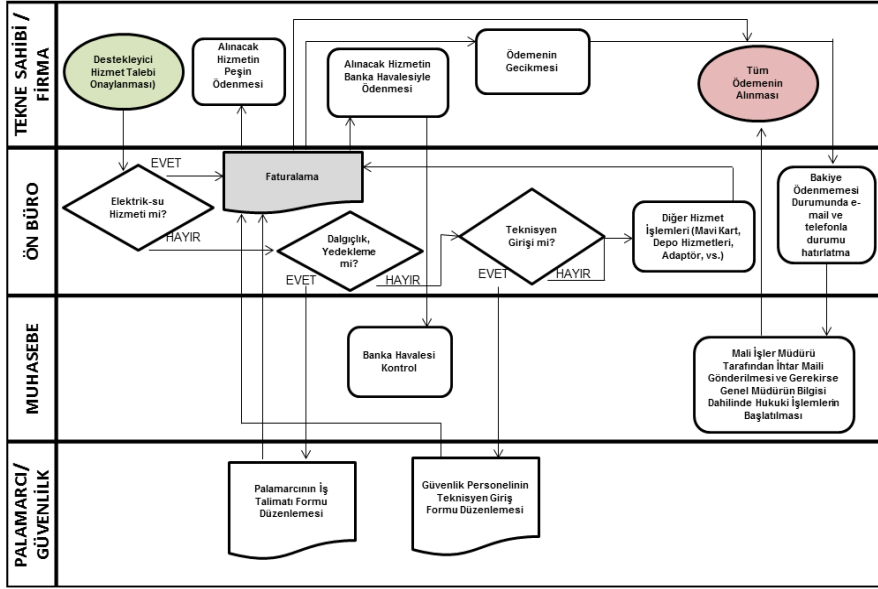 TEKNE SAHİBİ /
FİRMA
Destekleyici
Hizmet Talebi
Onaylanması)
Alınacak
Hizmetin
Peşin
Ödenmesi
Alınacak Hizmetin
Banka Havalesiyle
Ödenmesi
Ödemenin
Gecikmesi
Tüm
Ödemenin
Alınması
ÖN BÜRO
Elektrik-su
Hizmeti mi?
EVET
HAYIR
Faturalama
Dalgıçlık,
Yedekleme
mi?
EVET
HAYIR
Teknisyen
Girişi mi?
EVET
HAYIR
Diğer Hizmet
İşlemleri (Mavi Kart,
Depo Hizmetleri,
Adaptör, vs.)
Bakiye
Ödenmemesi
Durumunda e-
mail ve
telefonla
durumu
hatırlatma
MUHASEBE
Banka Havalesi
Kontrol
Mali İşler Müdürü
Tarafından İhtar Maili
Gönderilmesi ve Gerekirse
Genel Müdürün Bilgisi
Dahilinde Hukuki İşlemlerin
Başlatılması
PALAMARCI/
GÜVENLİLK
Palamarcının İş
Talimatı Formu
Düzenlemesi
Güvenlik Personelinin
Teknisyen Giriş
Formu Düzenlemesi